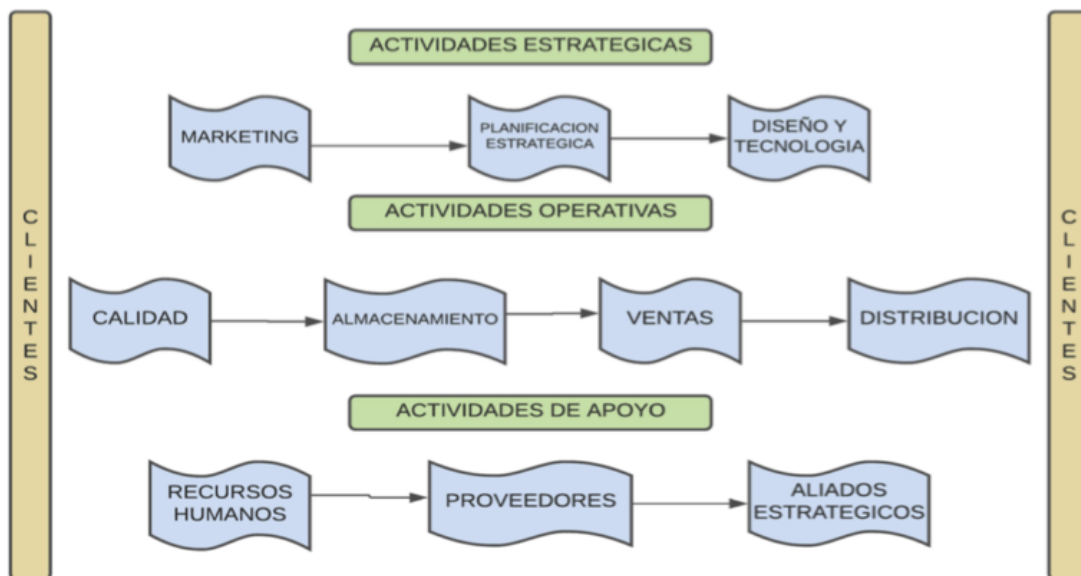 ACTIVIDADES ESTRATEGICAS
MARKETING
PLANIFICACION
ESTRATEGICA
DISEÑO Y
TECNOLOGIA
CLIENTES
ACTIVIDADES OPERATIVAS
CALIDAD
ALMACENAMIENTO
VENTAS
DISTRIBUCION
CLIENTES
ACTIVIDADES DE APOYO
RECURSOS
HUMANOS
PROVEEDORES
ALIADOS
ESTRATEGICOS